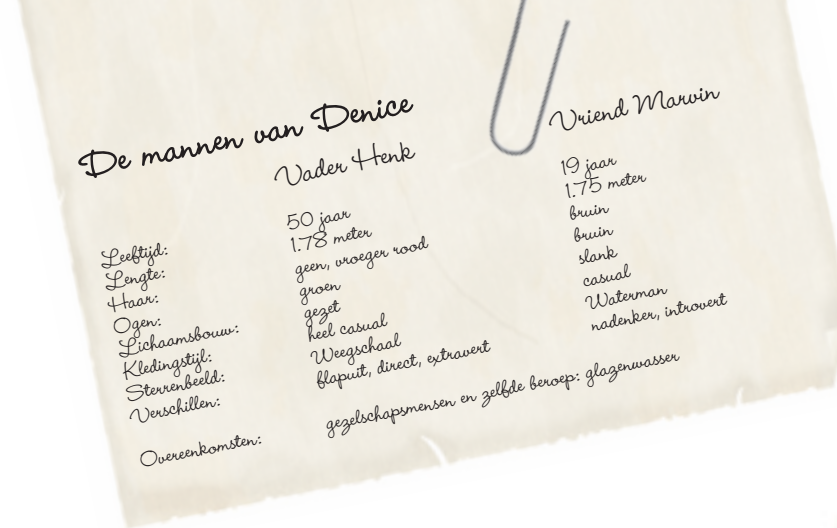 De mannen van Denice
Vader Henk Vriend Marvin
Leeftijd: 50 jaar 19 jaar
Lengte: 1.78 meter 1.75 meter
Haar: geen, vroeger rood bruin
Ogen: groen bruin
Lichaamsbouw: gezet slank
Kledingstijl: heel casual casual
Sterrenbeeld: Weegschaal Waterman
Verschillen: flapuit, direct, extravert nadenker, introvert
Overeenkomsten: gezelschapsmensen en zelfde beroep: glazenwasser